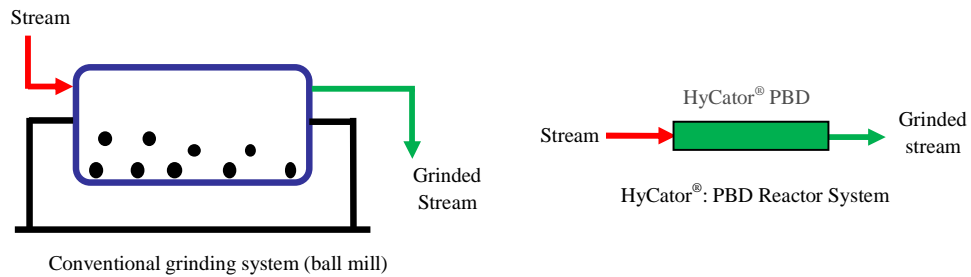 Stream
Grinded
Stream
Conventional grinding system (ball mill)
HyCator® PBD
Stream
Grinded
stream
HyCator®: PBD Reactor System